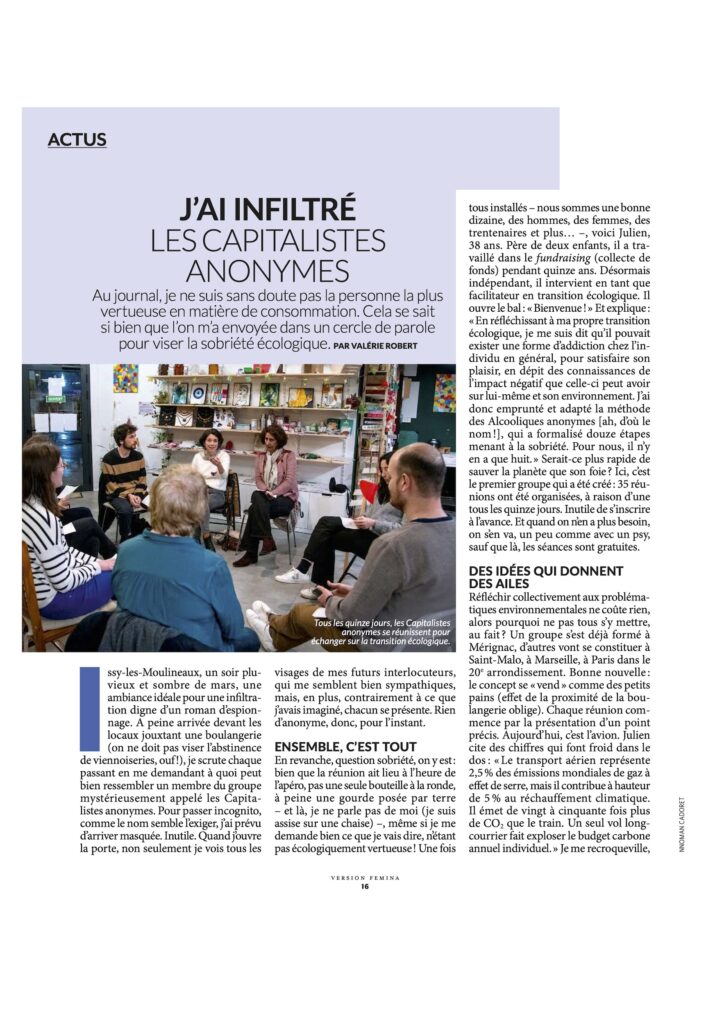 ACTUS
J’AI INFILTRÉ
LES CAPITALISTES
ANONYMES
Au journal, je ne suis sans doute pas la personne la plus
vertueuse en matière de consommation. Cela se sait
si bien que l’on m’a envoyée dans un cercle de parole
pour viser la sobriété écologique. PAR VALÉRIE ROBERT
Tous les quinze jours, les Capitalistes
anonymes se réunissent pour
échanger sur la transition écologique.
Issy-les-Moulineaux, un soir plu-
vieux et sombre de mars, une
ambiance idéale pour une infiltra-
tion digne d’un roman d’espion-
nage. A peine arrivée devant les
locaux jouxtant une boulangerie
(on ne doit pas viser l’abstinence
de viennoiseries, ouf !), je scrute chaque
passant en me demandant à quoi peut
bien ressembler un membre du groupe
mystérieusement appelé les Capita-
listes anonymes. Pour passer incognito,
comme le nom semble l’exiger, j’ai prévu
d’arriver masquée. Inutile. Quand j’ouvre
la porte, non seulement je vois tous les
visages de mes futurs interlocuteurs,
qui me semblent bien sympathiques,
mais, en plus, contrairement à ce que
j’avais imaginé, chacun se présente. Rien
d’anonyme, donc, pour l’instant.
ENSEMBLE, C’EST TOUT
En revanche, question sobriété, on y est :
bien que la réunion ait lieu à l’heure de
l’apéro, pas une seule bouteille à la ronde,
à peine une gourde posée par terre
– et là, je ne parle pas de moi (je suis
assise sur une chaise) –, même si je me
demande bien ce que je vais dire, n’étant
pas écologiquement vertueuse ! Une fois
tous installés – nous sommes une bonne
dizaine, des hommes, des femmes, des
trentenaires et plus… –, voici Julien,
38 ans. Père de deux enfants, il a tra-
vaillé dans le fundraising (collecte de
fonds) pendant quinze ans. Désormais
indépendant, il intervient en tant que
facilitateur en transition écologique. Il
ouvre le bal : « Bienvenue ! » Et explique :
« En réfléchissant à ma propre transition
écologique, je me suis dit qu’il pouvait
exister une forme d’addiction chez l’in-
dividu en général, pour satisfaire son
plaisir, en dépit des connaissances de
l’impact négatif que celle-ci peut avoir
sur lui-même et son environnement. J’ai
donc emprunté et adapté la méthode
des Alcooliques anonymes [ah, d’où le
nom !], qui a formalisé douze étapes
menant à la sobriété. Pour nous, il n’y
en a que huit. » Serait-ce plus rapide de
sauver la planète que son foie ? Ici, c’est
le premier groupe qui a été créé : 35 réu-
nions ont été organisées, à raison d’une
tous les quinze jours. Inutile de s’inscrire
à l’avance. Et quand on n’en a plus besoin,
on s’en va, un peu comme avec un psy,
sauf que là, les séances sont gratuites.
DES IDÉES QUI DONNENT
DES AILES
Réfléchir collectivement aux probléma-
tiques environnementales ne coûte rien,
alors pourquoi ne pas tous s’y mettre,
au fait ? Un groupe s’est déjà formé à
Mérignac, d’autres vont se constituer à
Saint-Malo, à Marseille, à Paris dans le
20e arrondissement. Bonne nouvelle :
le concept se « vend » comme des petits
pains (effet de la proximité de la bou-
langerie oblige). Chaque réunion com-
mence par la présentation d’un point
précis. Aujourd’hui, c’est l’avion. Julien
cite des chiffres qui font froid dans le
dos : « Le transport aérien représente
2,5 % des émissions mondiales de gaz à
effet de serre, mais il contribue à hauteur
de 5 % au réchauffement climatique.
Il émet de vingt à cinquante fois plus
de CO2 que le train. Un seul vol long-
courrier fait exploser le budget carbone
annuel individuel. » Je me recroqueville,
NNOMAN CADORET
VERSION FEMINA
16